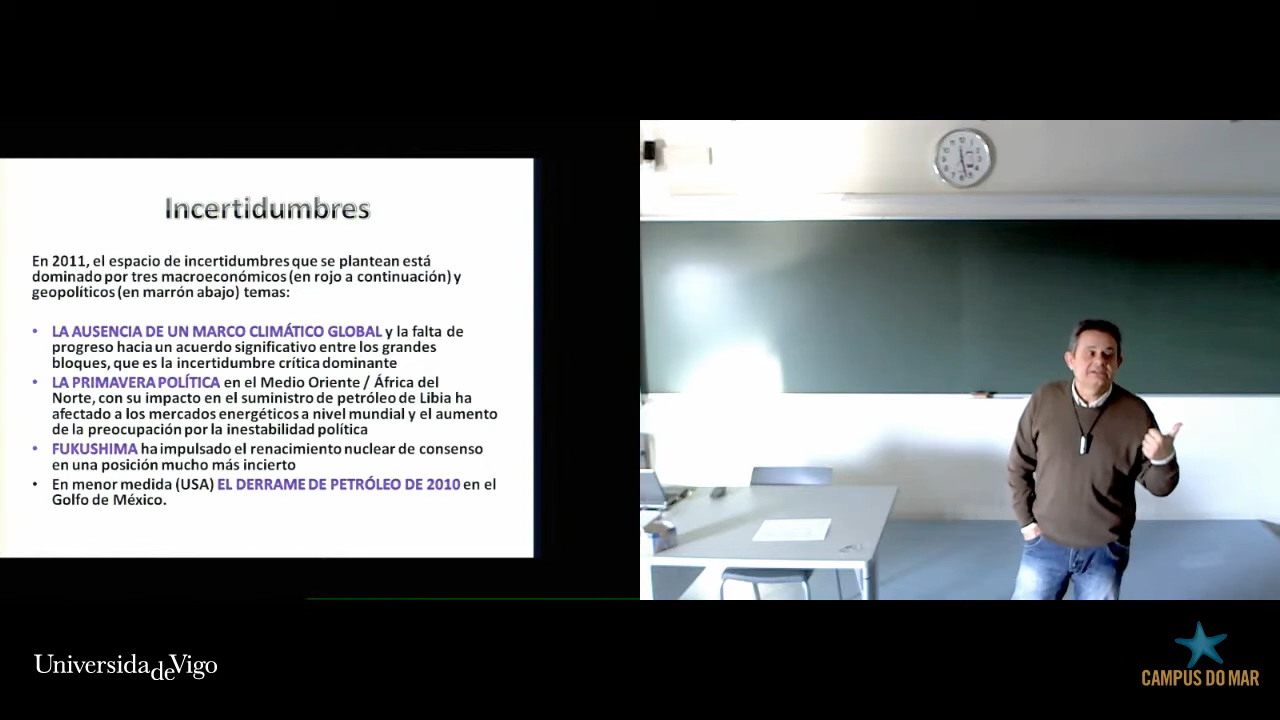 Incertidumbres
En 2011, el espacio de incertidumbres que se plantean está
dominado por tres macroeconómicos (en rojo a continuación) y
geopolíticos (en marrón abajo) temas:
• LA AUSENCIA DE UN MARCO CLIMÁTICO GLOBAL y la falta de
progreso hacia un acuerdo significativo entre los grandes
bloques, que es la incertidumbre crítica dominante
• LA PRIMAVERA POLÍTICA en el Medio Oriente / África del
Norte, con su impacto en el suministro de petróleo de Libia ha
afectado a los mercados energéticos a nivel mundial y el aumento
de la preocupación por la inestabilidad política
• FUKUSHIMA ha impulsado el renacimiento nuclear de consenso
en una posición mucho más incierto
• En menor medida (USA) EL DERRAME DE PETRÓLEO DE 2010 en el
Golfo de México.
Universidade Vigo
CAMPUS DO MAR